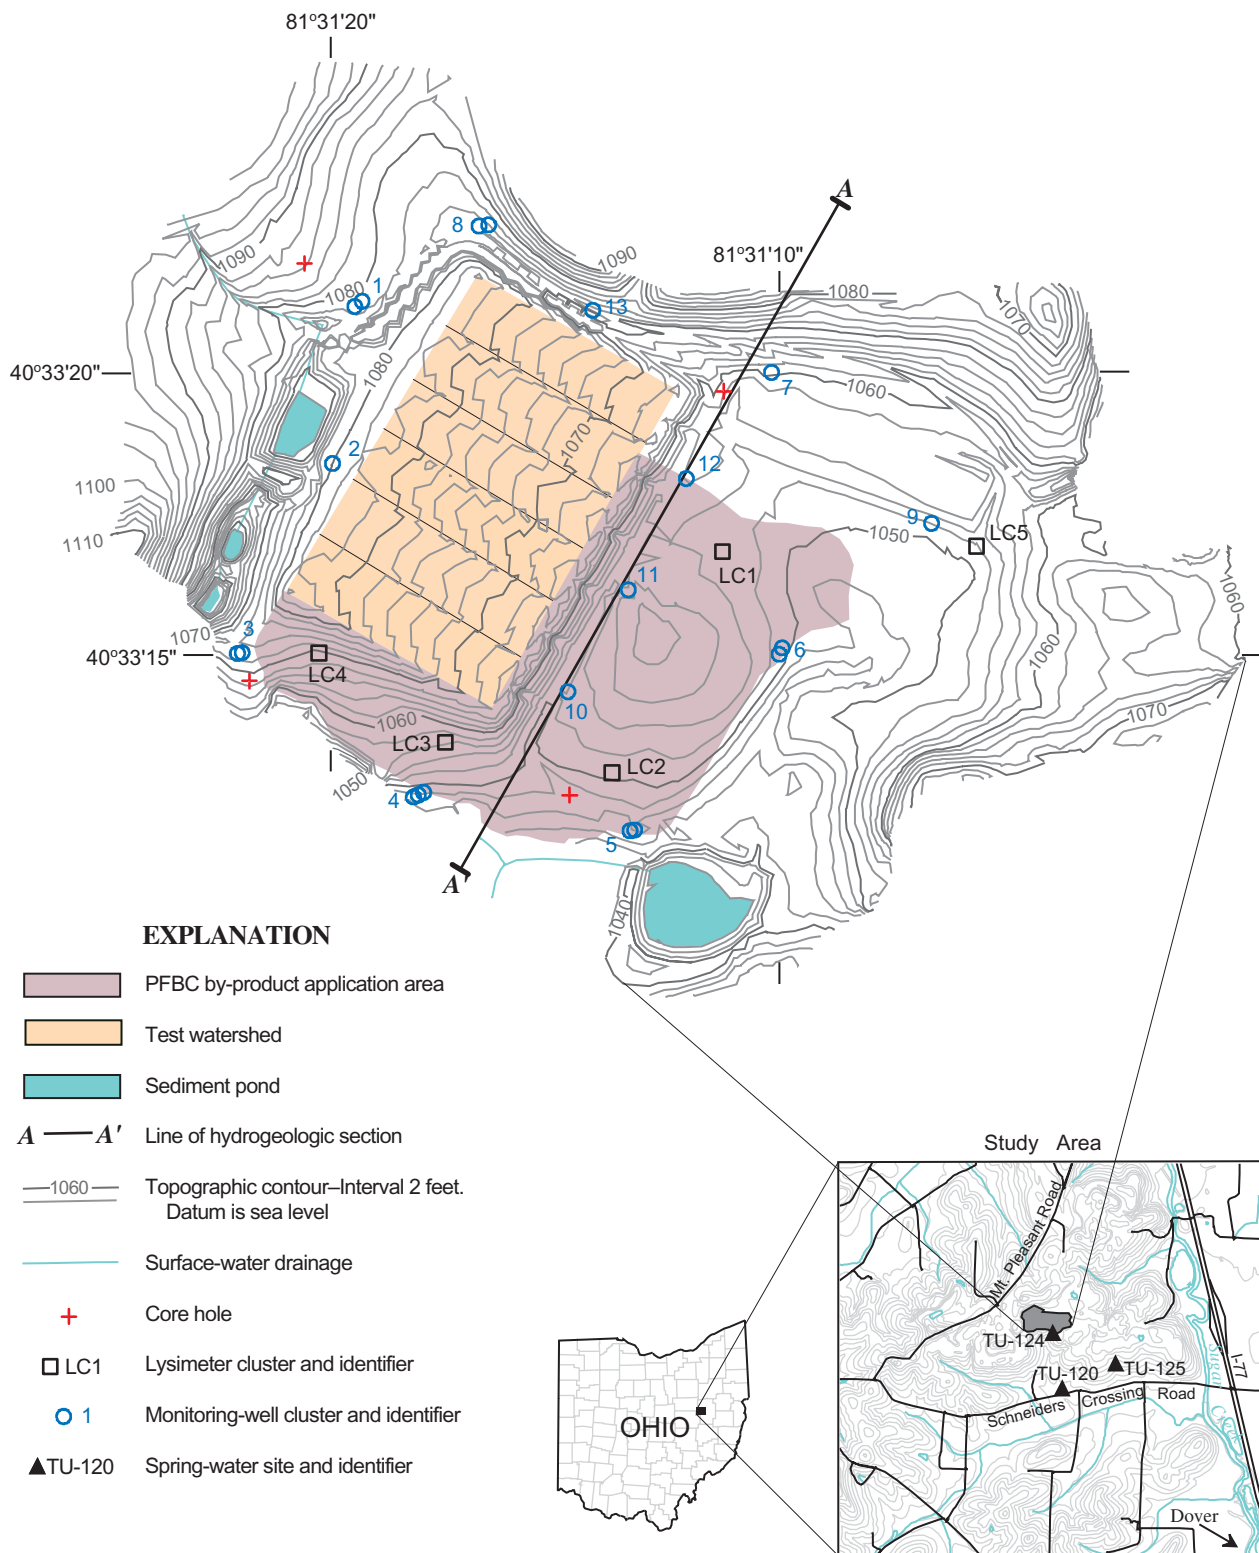 81°31'20"
A
8
1090
81°31'10"
1090
1080
1
1080
13
1070
40°33'20"
1080
7
1060
1070
2
12
1100
9
1050
LC5
1110
LC1
11
1060
1070
3
40°33'15"
6
1060
LC4
10
1060
1070
LC3
LC2
1050
4
5
A'
1040
EXPLANATION
PFBC by-product application area
Test watershed
Sediment pond
A A' Line of hydrogeologic section
1060 Topographic contour–Interval 2 feet.
Datum is sea level
Surface-water drainage
Core hole
LC1 Lysimeter cluster and identifier
1 Monitoring-well cluster and identifier
TU-120 Spring-water site and identifier
OHIO
Study Area
Mt. Pleasant Road
TU-124
TU-125
TU-120
Schneiders Crossing Road
I-77
Sugar Creek
Dover